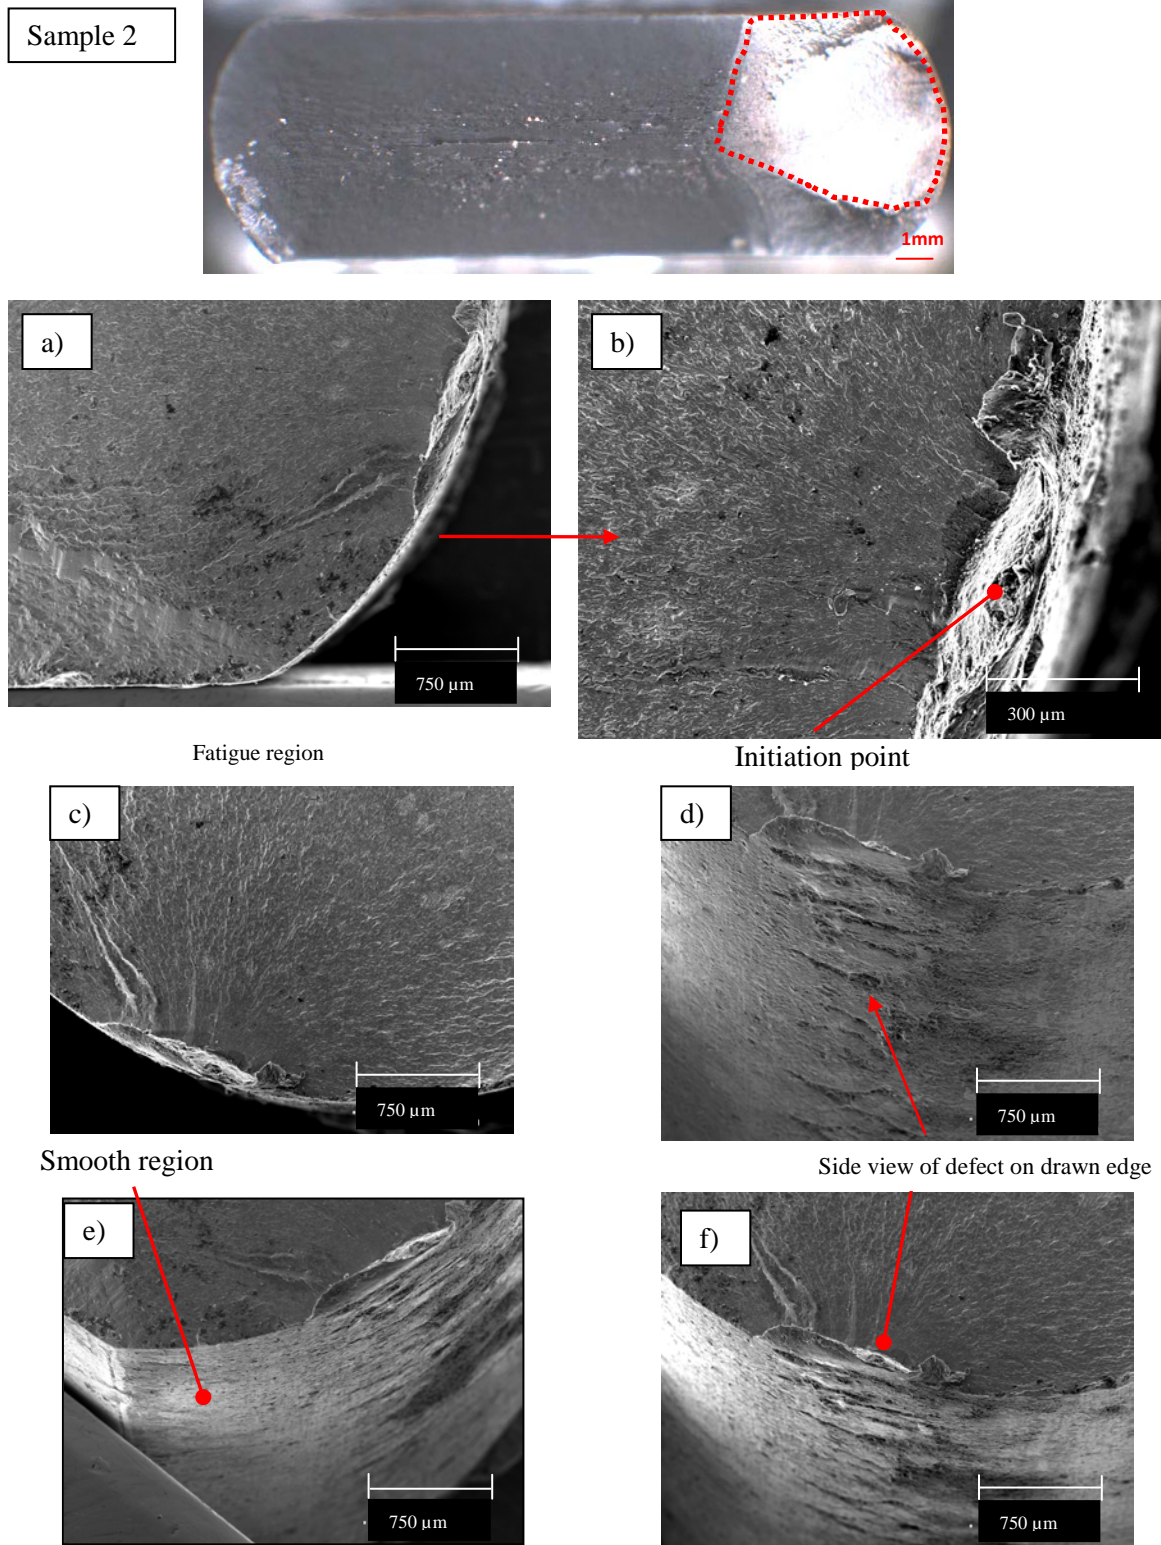 Sample 2
1mm
a)
b)
750 µm
300 µm
Fatigue region
Initiation point
c)
d)
750 µm
750 µm
Smooth region
Side view of defect on drawn edge
e)
f)
750 µm
750 µm